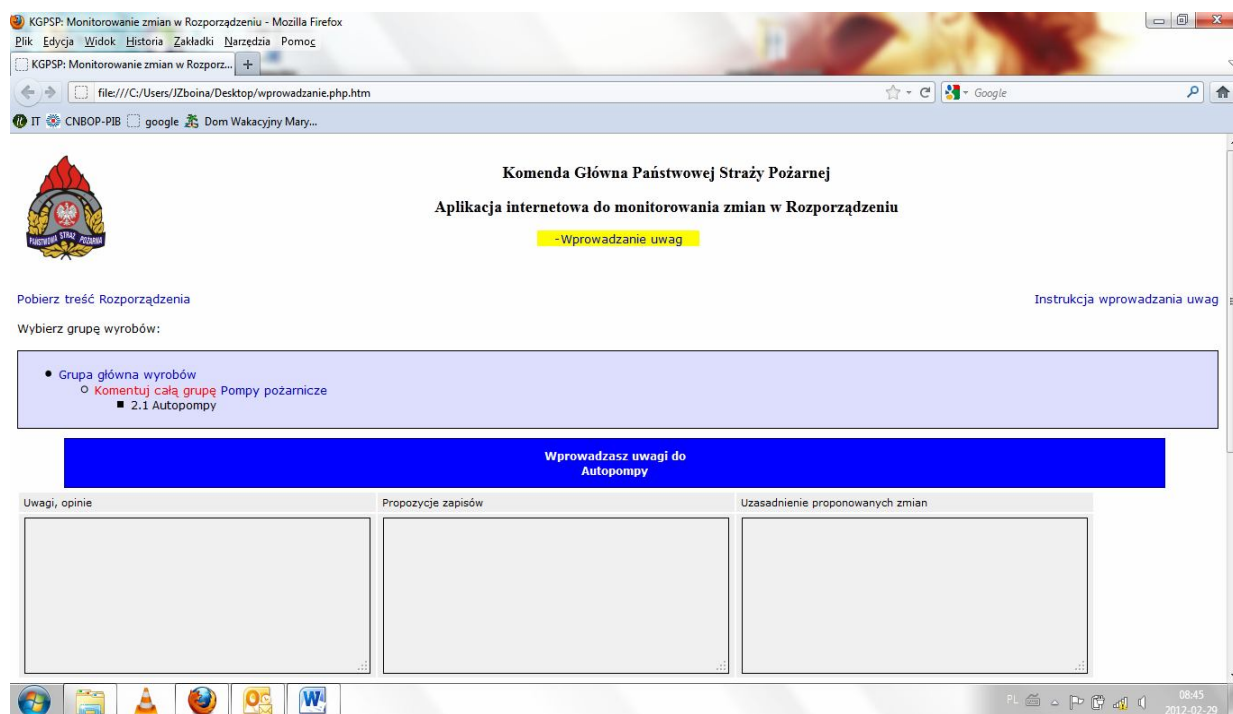 KGPSP: Monitorowanie zmian w Rozporządzeniu - Mozilla Firefox
Plik Edycja Widok Historia Zakładki Narzędzia Pomoc
KGPSP: Monitorowanie zmian w Rozporz... +
file:///C:/Users/JZboina/Desktop/wprowadzanie.php.htm Google
IT CNBOP-PIB google Dom Wakacyjny Mary...
Komenda Główna Państwowej Straży Pożarnej
Aplikacja internetowa do monitorowania zmian w Rozporządzeniu
-Wprowadzanie uwag
PAŃSTWOWA STRAŻ POŻARNA
Pobierz treść Rozporządzenia Instrukcja wprowadzania uwag
Wybierz grupę wyrobów:
Grupa główna wyrobów
Komentuj całą grupę Pompy pożarnicze
2.1 Autopompy
Wprowadzasz uwagi do
Autopompy
Uwagi, opinie Propozycje zapisów Uzasadnienie proponowanych zmian
PL 08:45
2012-02-29